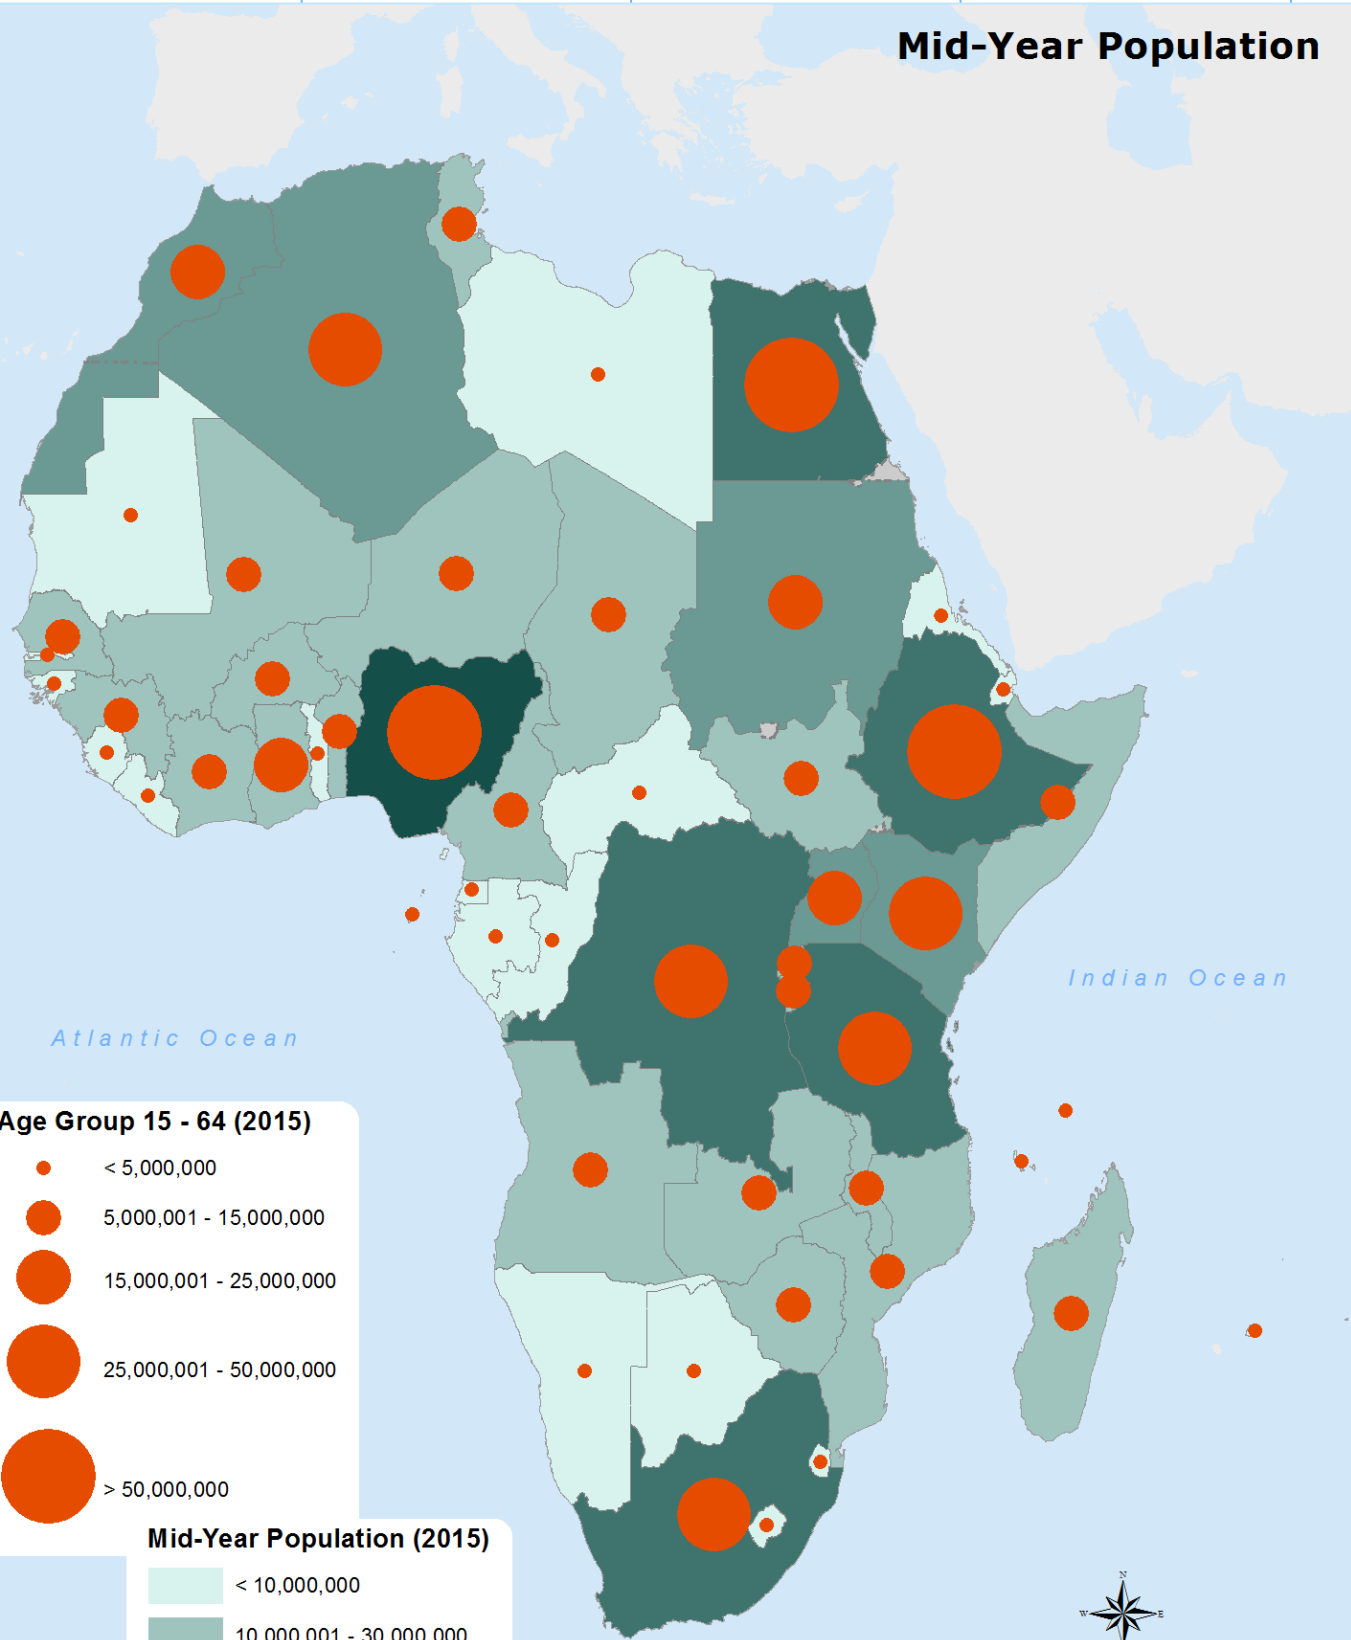 Mid-Year Population
Indian Ocean
Atlantic Ocean
Age Group 15 - 64 (2015)
< 5,000,000
5,000,001 - 15,000,000
15,000,001 - 25,000,000
25,000,001 - 50,000,000
> 50,000,000
Mid-Year Population (2015)
< 10,000,000
10,000,001 - 30,000,000
N
W E